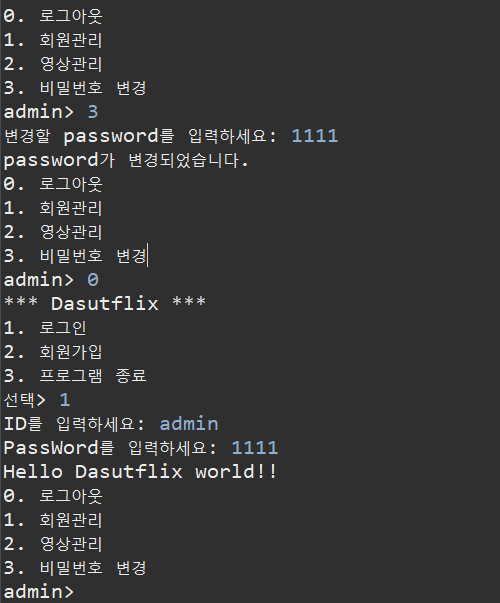 0. 로그아웃
1. 회원관리
2. 영상관리
3. 비밀번호 변경
admin> 3
변경할 password를 입력하세요: 1111
password가 변경되었습니다.
0. 로그아웃
1. 회원관리
2. 영상관리
3. 비밀번호 변경
admin> 0
*** Dasutflix ***
1. 로그인
2. 회원가입
3. 프로그램 종료
선택> 1
ID를 입력하세요: admin
PassWord를 입력하세요: 1111
Hello Dasutflix world!!
0. 로그아웃
1. 회원관리
2. 영상관리
3. 비밀번호 변경
admin>